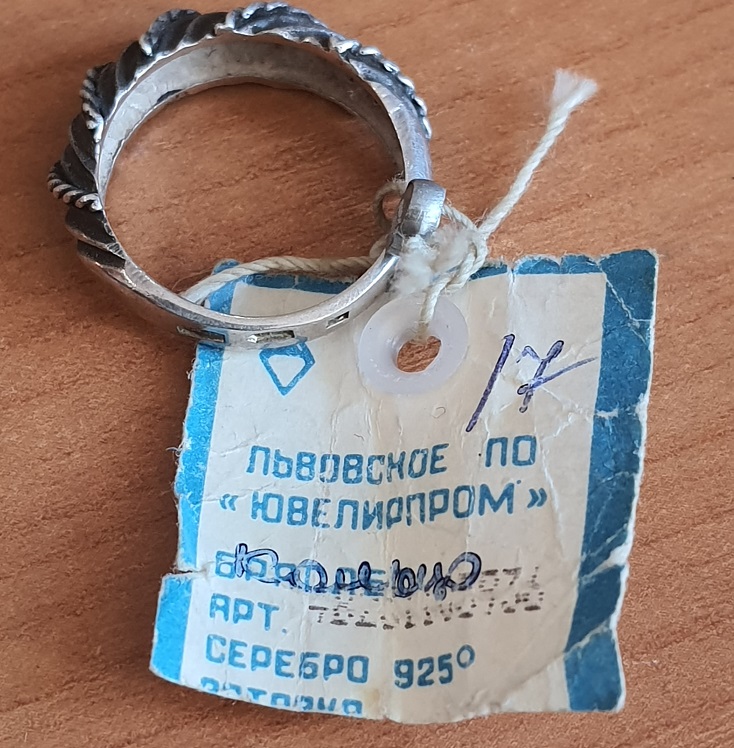 17
ЛЬВОВСКОЕ ПО
«ЮВЕЛИРПРОМ»
Кольцо
АРТ.
СЕРЕБРО 925°